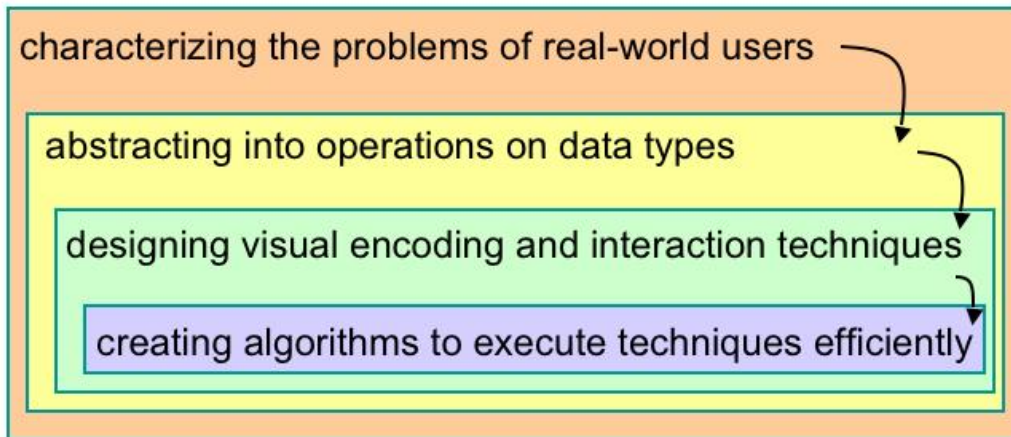 characterizing the problems of real-world users
abstracting into operations on data types
designing visual encoding and interaction techniques
creating algorithms to execute techniques efficiently